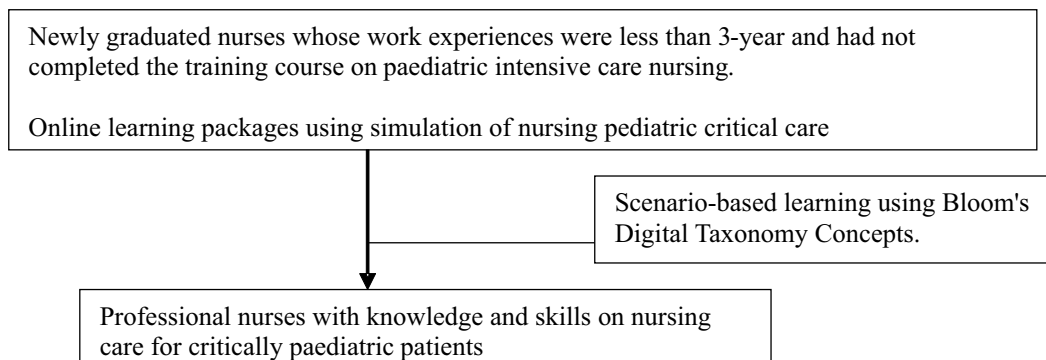 Newly graduated nurses whose work experiences were less than 3-year and had not
completed the training course on paediatric intensive care nursing.
Online learning packages using simulation of nursing pediatric critical care
Scenario-based learning using Bloom's
Digital Taxonomy Concepts.
Professional nurses with knowledge and skills on nursing
care for critically paediatric patients